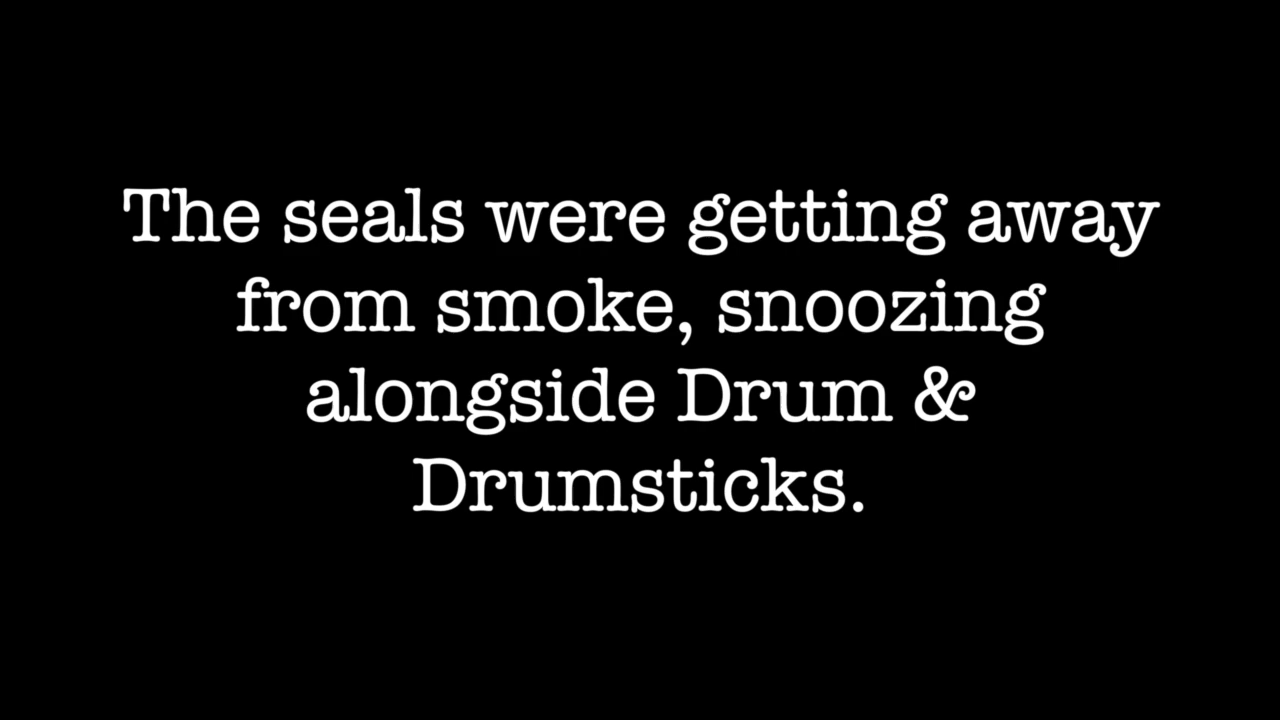 The seals were getting away
from smoke, snoozing
alongside Drum &
Drumsticks.